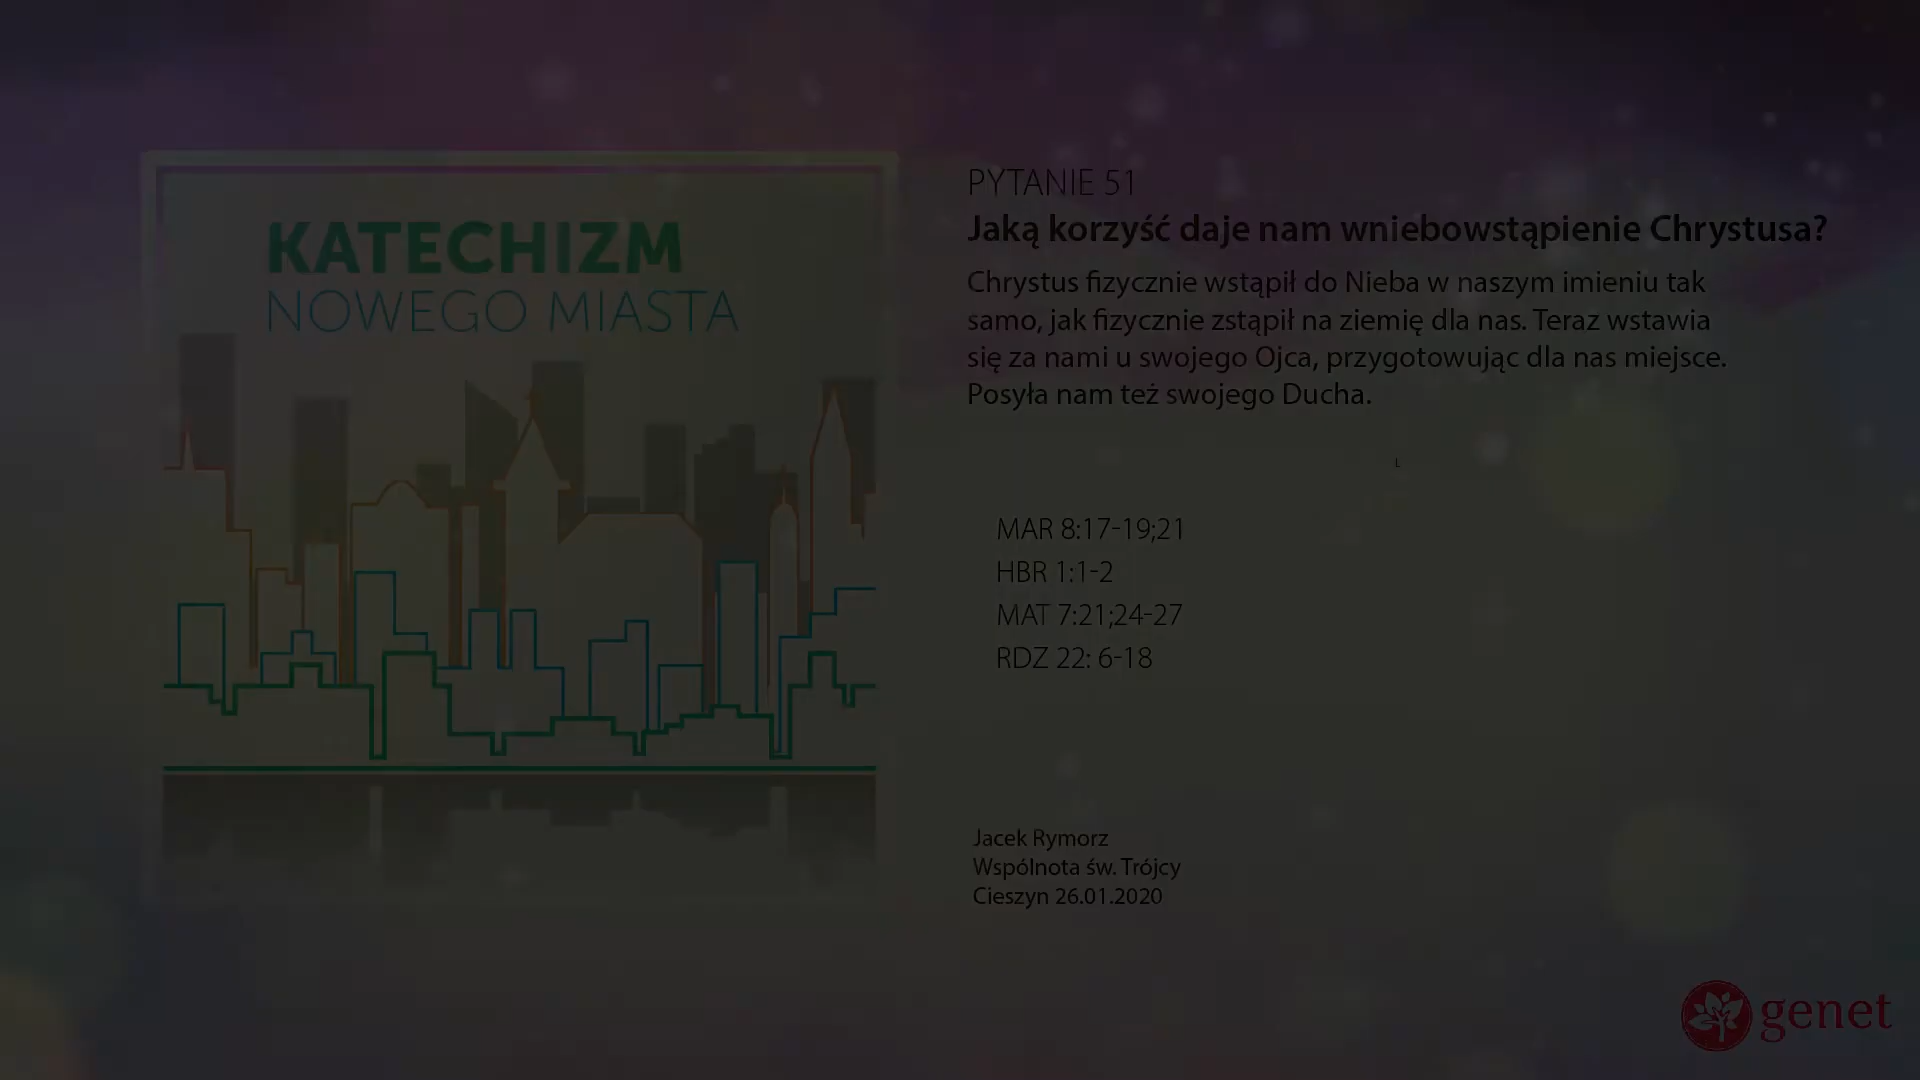 KATECHIZM
NOWEGO MIASTA
PYTANIE 51
Jaką korzyść daje nam wniebowstąpienie Chrystusa?
Chrystus fizycznie wstąpił do Nieba w naszym imieniu tak
samo, jak fizycznie zstąpił na ziemię dla nas. Teraz wstawia
się za nami u swojego Ojca, przygotowując dla nas miejsce.
Posyła nam też swojego Ducha.
L
MAR 8:17-19;21
HBR 1:1-2
MAT 7:21;24-27
RDZ 22: 6-18
Jacek Rymorz
Wspólnota św. Trójcy
Cieszyn 26.01.2020
genet